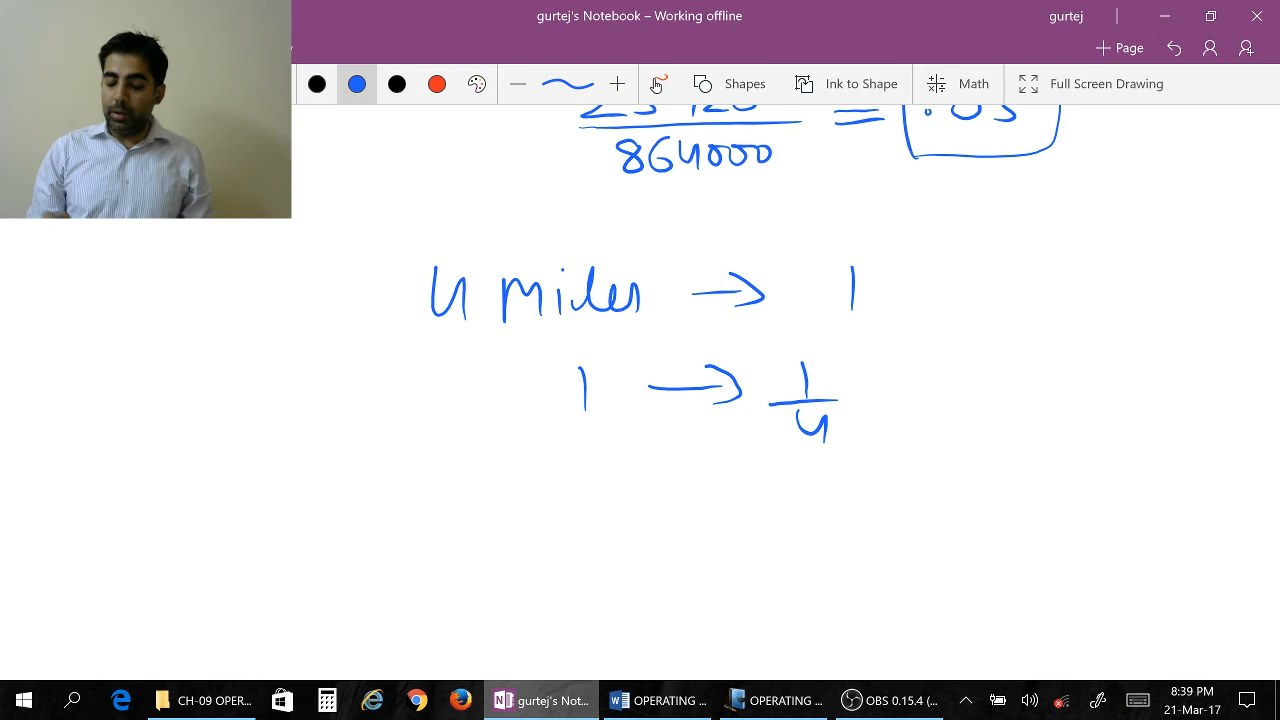 gurtej's Notebook – Working offline
gurtej
Page
Shapes
Ink to Shape
Math
Full Screen Drawing
864000
= .03
4 miles → 1
1 → 1/4
CH-09 OPER...
gurtej's Not...
OPERATING ...
OPERATING ...
OBS 0.15.4 (...
8:39 PM
21-Mar-17